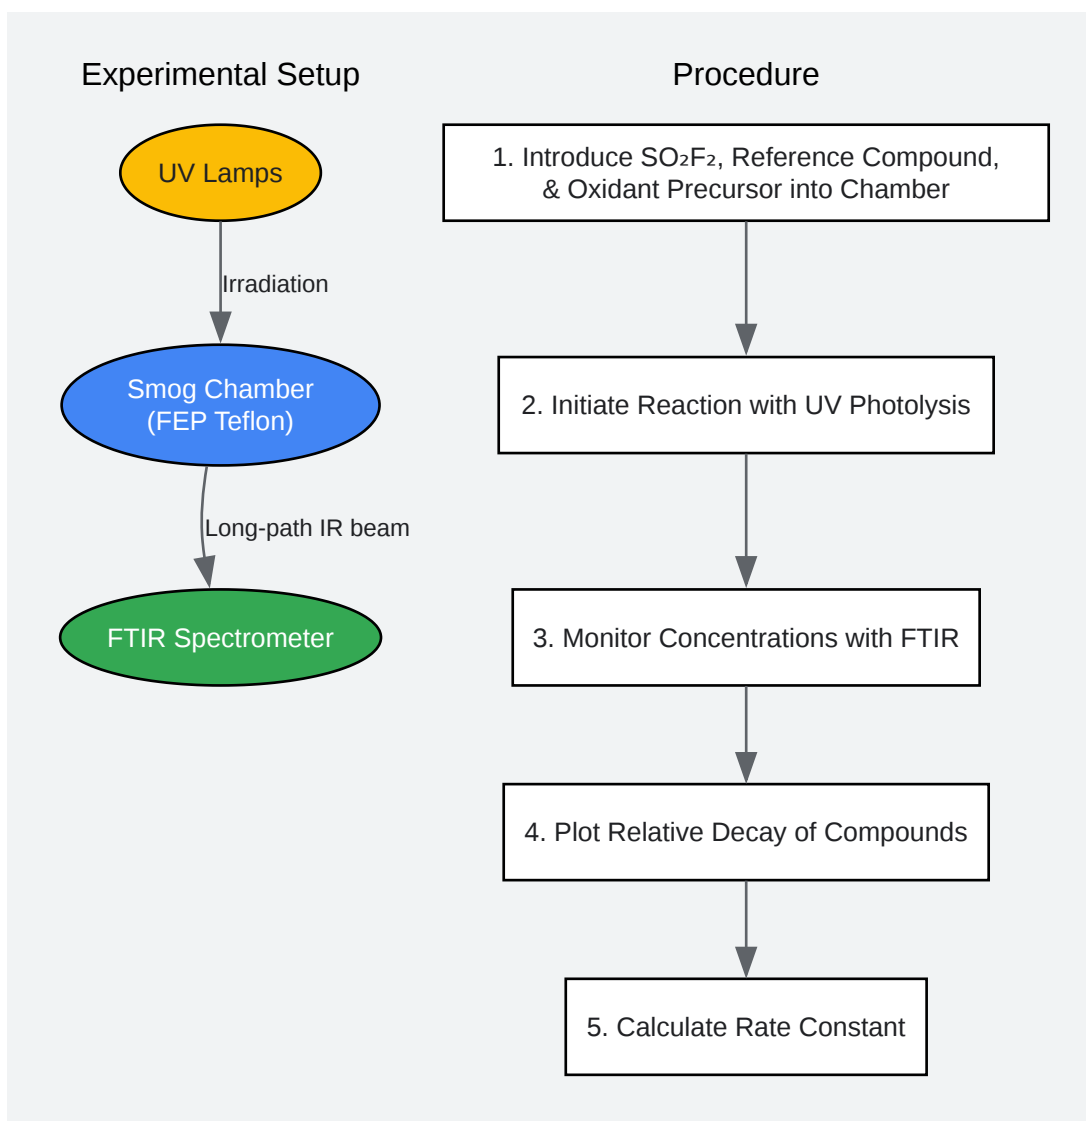 Experimental Setup
UV Lamps
Irradiation
Smog Chamber
(FEP Teflon)
Long-path IR beam
FTIR Spectrometer
Procedure
1. Introduce SO₂F₂, Reference Compound,
& Oxidant Precursor into Chamber
2. Initiate Reaction with UV Photolysis
3. Monitor Concentrations with FTIR
4. Plot Relative Decay of Compounds
5. Calculate Rate Constant